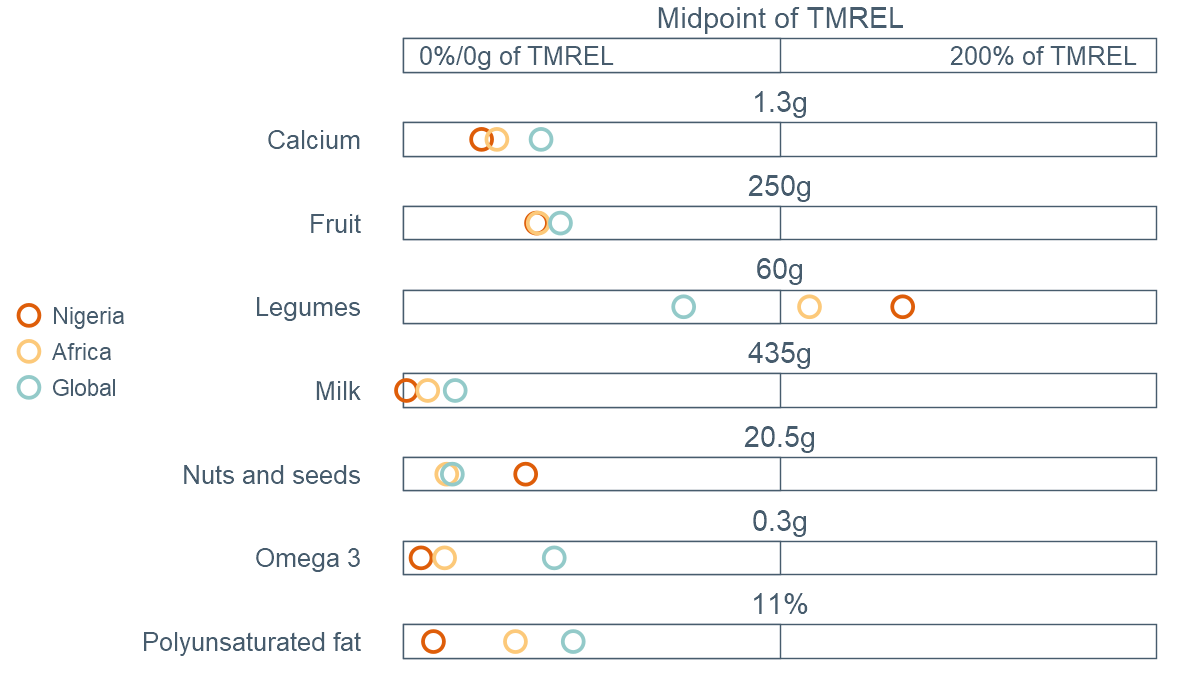 Midpoint of TMREL
0%/0g of TMREL 200% of TMREL
1.3g
Calcium
250g
Fruit
60g
Legumes
435g
Milk
20.5g
Nuts and seeds
0.3g
Omega 3
11%
Polyunsaturated fat
Nigeria
Africa
Global